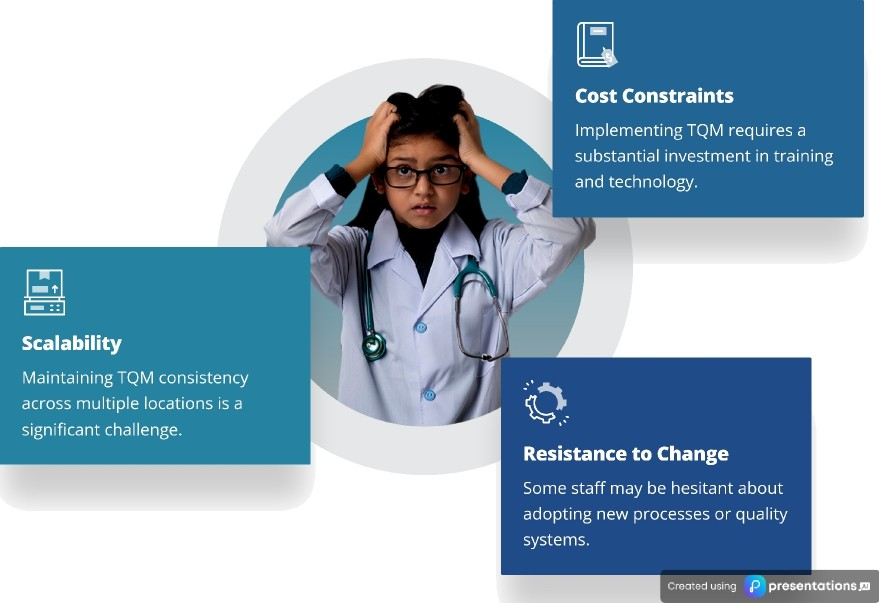 Cost Constraints
Implementing TQM requires a
substantial investment in training
and technology.
Scalability
Maintaining TQM consistency
across multiple locations is a
significant challenge.
Resistance to Change
Some staff may be hesitant about
adopting new processes or quality
systems.
Created using presentations.AI